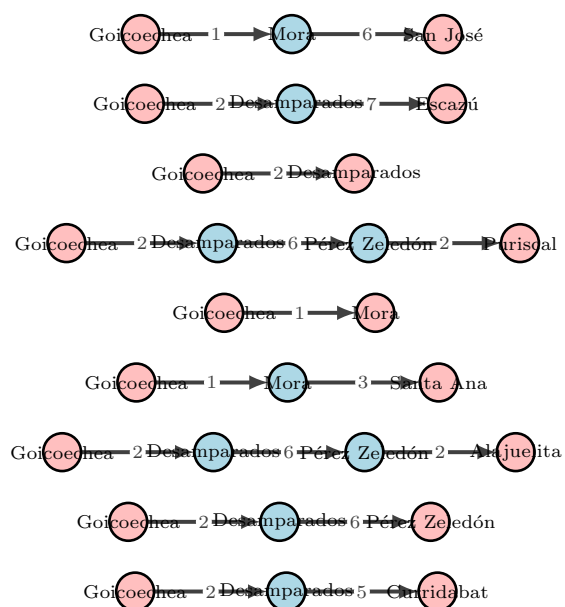 Goicoechea 1 Mora 6 San José
Goicoechea 2 Desamparados 7 Escazú
Goicoechea 2 Desamparados
Goicoechea 2 Desamparados 6 Pérez Zeledón 2 Puriscal
Goicoechea 1 Mora
Goicoechea 1 Mora 3 Santa Ana
Goicoechea 2 Desamparados 6 Pérez Zeledón 2 Alajuelita
Goicoechea 2 Desamparados 6 Pérez Zeledón
Goicoechea 2 Desamparados 5 Curridabat